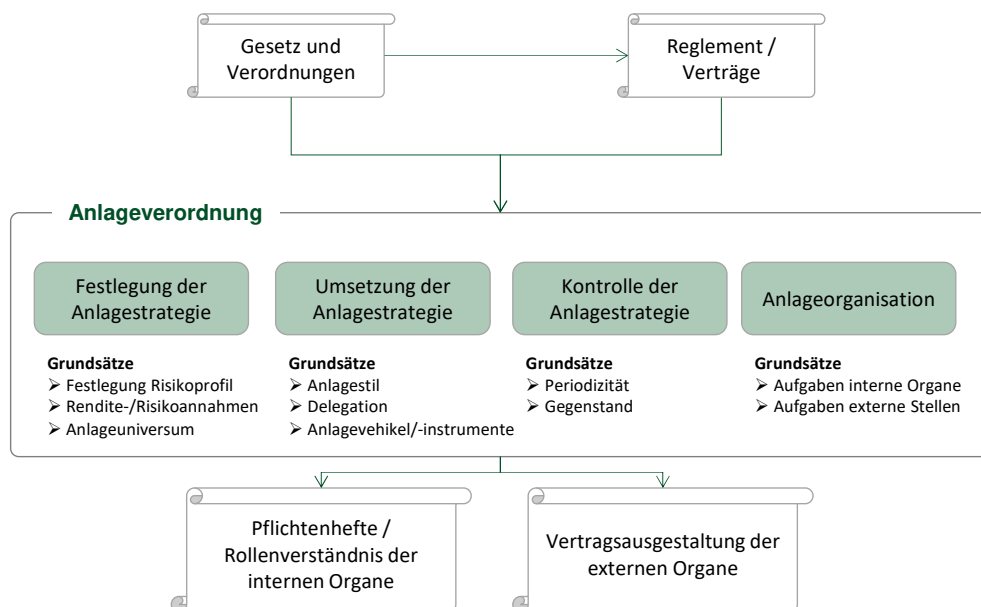 Gesetz und
Verordnungen
Reglement /
Verträge
Anlageverordnung
Festlegung der
Anlagestrategie
Umsetzung der
Anlagestrategie
Kontrolle der
Anlagestrategie
Anlageorganisation
Grundsätze
➢ Festlegung Risikoprofil
➢ Rendite-/Risikoannahmen
➢ Anlageuniversum
Grundsätze
➢ Anlagestil
➢ Delegation
➢ Anlagevehikel/-instrumente
Grundsätze
➢ Periodizität
➢ Gegenstand
Grundsätze
➢ Aufgaben interne Organe
➢ Aufgaben externe Stellen
Pflichtenhefte /
Rollenverständnis der
internen Organe
Vertragsausgestaltung der
externen Organe